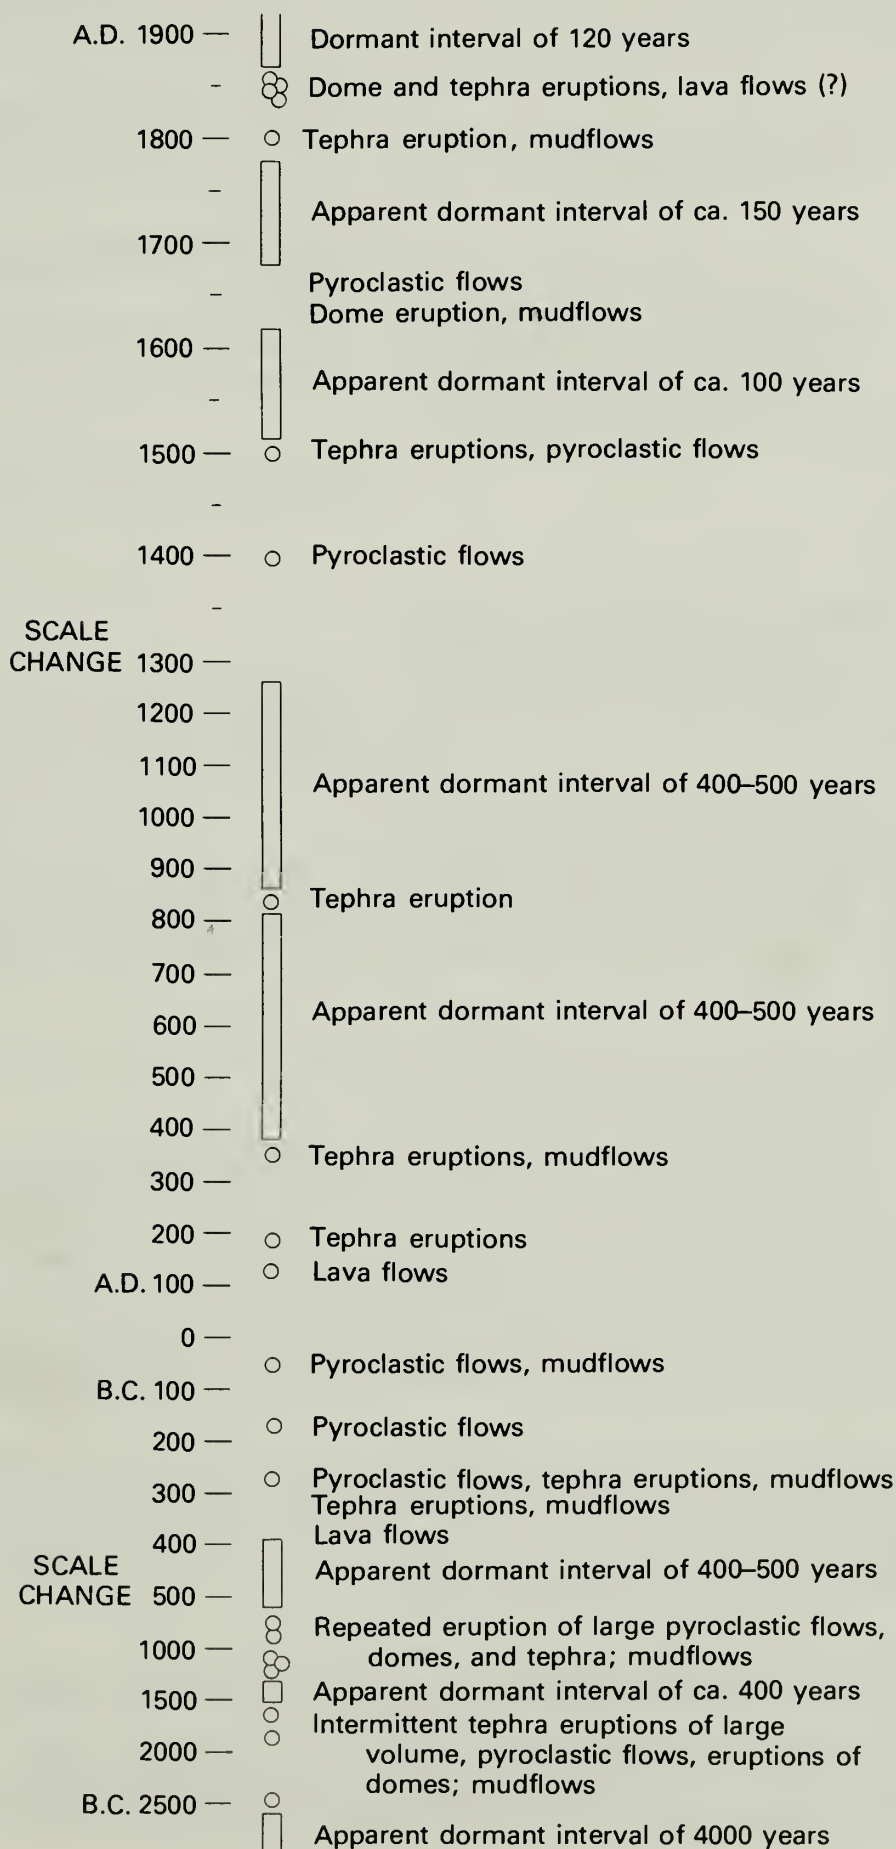 A.D. 1900 — Dormant interval of 120 years
- Dome and tephra eruptions, lava flows (?)
1800 — Tephra eruption, mudflows
- Apparent dormant interval of ca. 150 years
1700 —
Pyroclastic flows
- Dome eruption, mudflows
1600 —
Apparent dormant interval of ca. 100 years
-
1500 — Tephra eruptions, pyroclastic flows
-
1400 — Pyroclastic flows
-
SCALE
CHANGE 1300 —
1200 —
1100 —
Apparent dormant interval of 400–500 years
1000 —
900 —
Tephra eruption
800 —
700 —
Apparent dormant interval of 400–500 years
600 —
500 —
400 —
Tephra eruptions, mudflows
300 —
200 — Tephra eruptions
Lava flows
A.D. 100 —
0 —
Pyroclastic flows, mudflows
B.C. 100 —
Pyroclastic flows
200 —
Pyroclastic flows, tephra eruptions, mudflows
300 — Tephra eruptions, mudflows
Lava flows
400 —
SCALE Apparent dormant interval of 400–500 years
CHANGE 500 —
Repeated eruption of large pyroclastic flows,
1000 — domes, and tephra; mudflows
1500 — Apparent dormant interval of ca. 400 years
Intermittent tephra eruptions of large
2000 — volume, pyroclastic flows, eruptions of
domes; mudflows
B.C. 2500 —
Apparent dormant interval of 4000 years